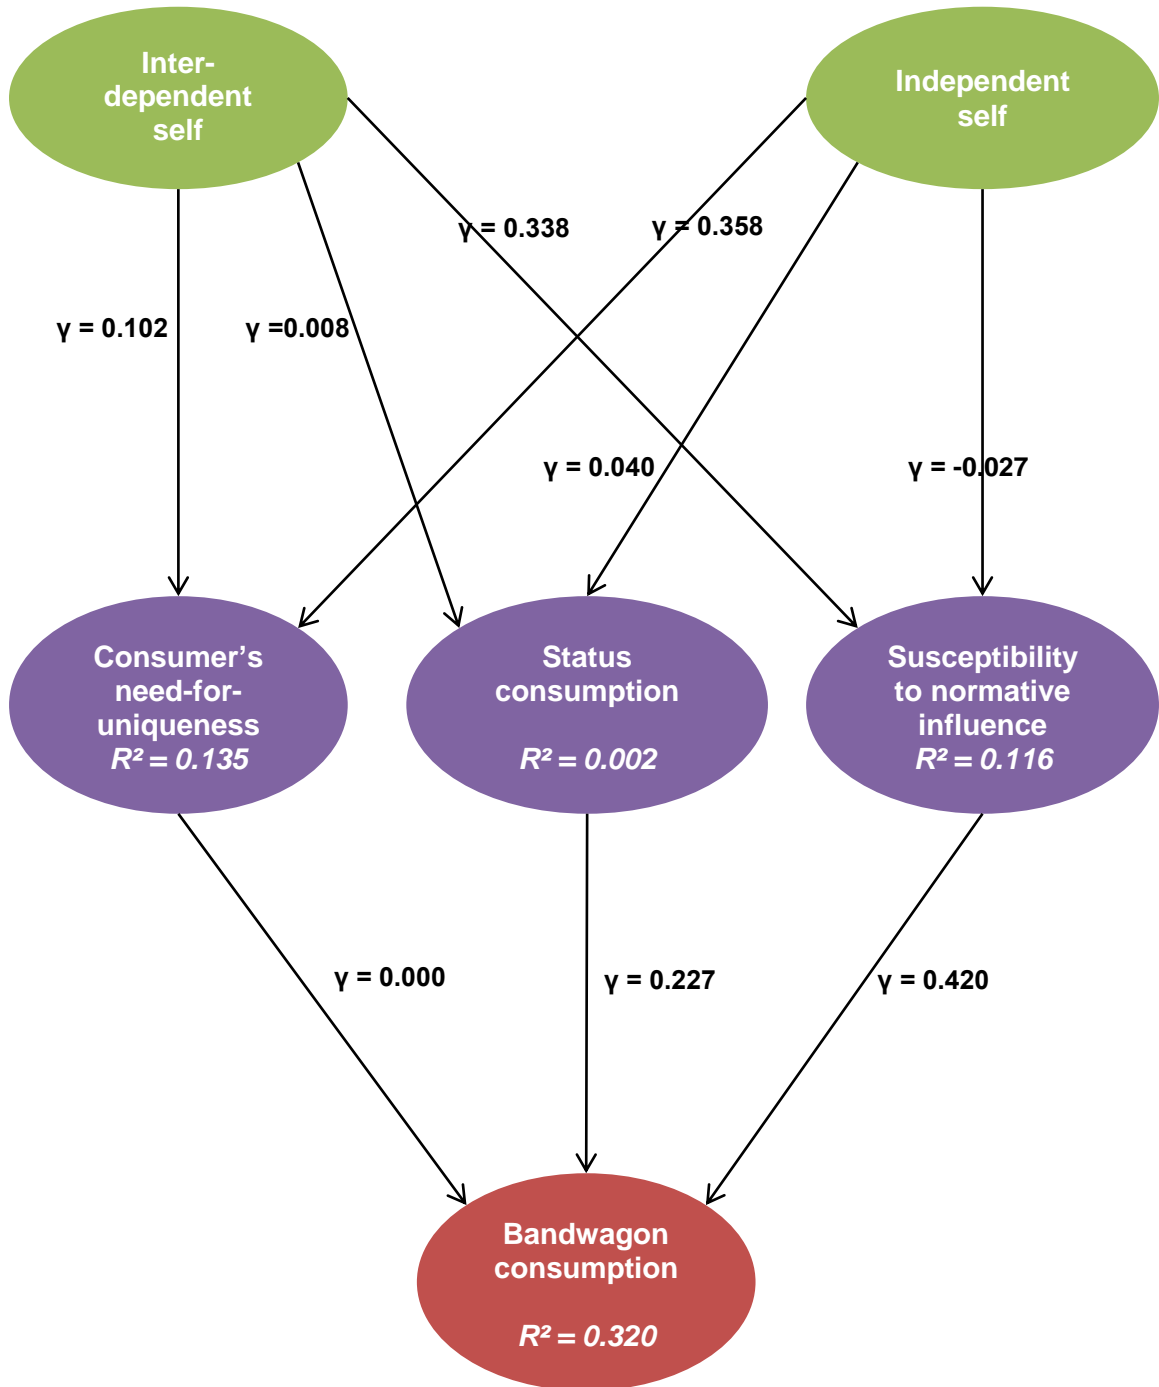 Inter-
dependent
self
Independent
self
γ = 0.338
γ = 0.358
γ = 0.102
γ =0.008
γ = 0.040
γ = -0.027
Consumer’s
need-for-
uniqueness
R² = 0.135
Status
consumption
R² = 0.002
Susceptibility
to normative
influence
R² = 0.116
γ = 0.000
γ = 0.227
γ = 0.420
Bandwagon
consumption
R² = 0.320